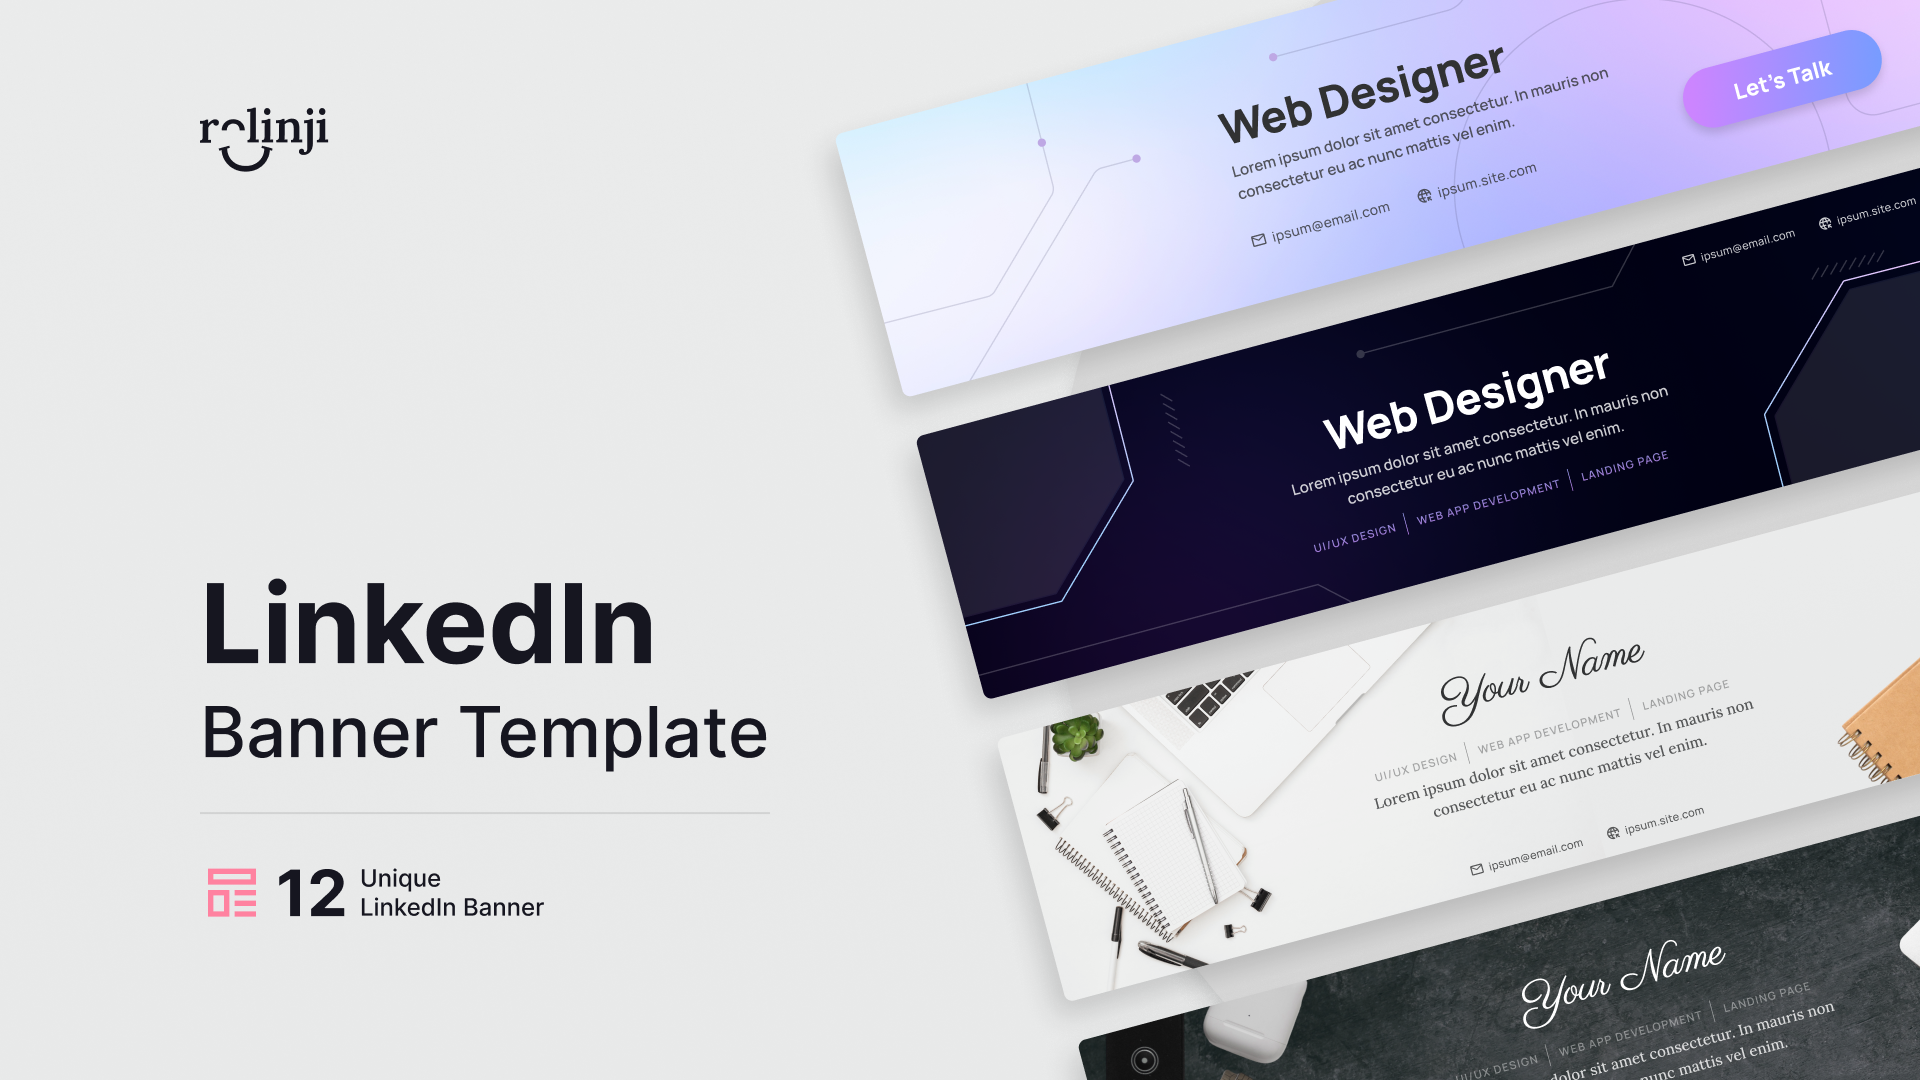 rolinji
LinkedIn
Banner Template
12
Unique
LinkedIn Banner
Web Designer
Lorem ipsum dolor sit amet consectetur. In mauris non
consectetur eu ac nunc mattis vel enim.
ipsum@email.com
ipsum.site.com
Let's Talk
ipsum@email.com
ipsum.site.com
Web Designer
Lorem ipsum dolor sit amet consectetur. In mauris non
consectetur eu ac nunc mattis vel enim.
UI/UX DESIGN | WEB APP DEVELOPMENT | LANDING PAGE
Your Name
UI/UX DESIGN | WEB APP DEVELOPMENT | LANDING PAGE
Lorem ipsum dolor sit amet consectetur. In mauris non
consectetur eu ac nunc mattis vel enim.
ipsum@email.com
ipsum.site.com
Your Name
UI/UX DESIGN | WEB APP DEVELOPMENT | LANDING PAGE
dolor sit amet consectetur. In mauris non
nunc mattis vel enim.